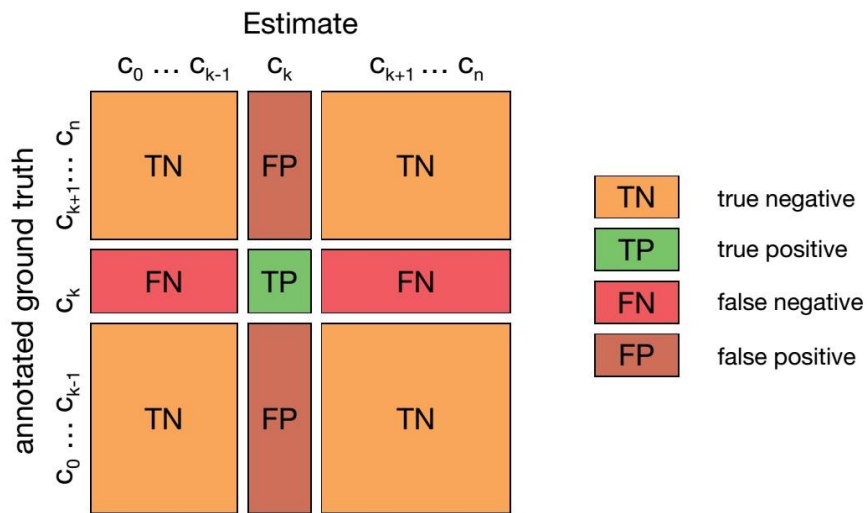 Estimate
c0 … ck-1 ck ck+1 … cn
annotated ground truth
ck+1… cn
TN FP TN
ck
FN TP FN
c0 … ck-1
TN FP TN
TN true negative
TP true positive
FN false negative
FP false positive